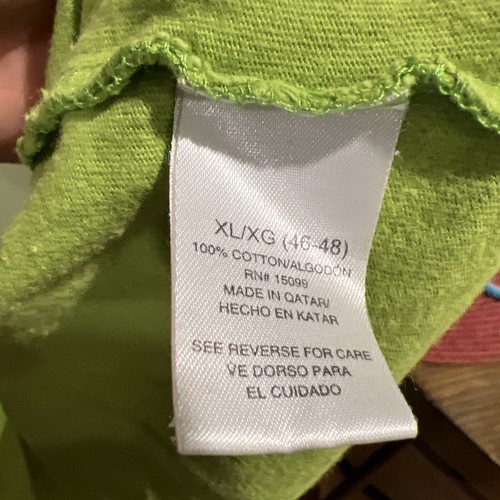 XL/XG (46-48)
100% COTTON/ALGODÓN
RN# 15099
MADE IN QATAR/
HECHO EN KATAR
SEE REVERSE FOR CARE
VE DORSO PARA
EL CUIDADO